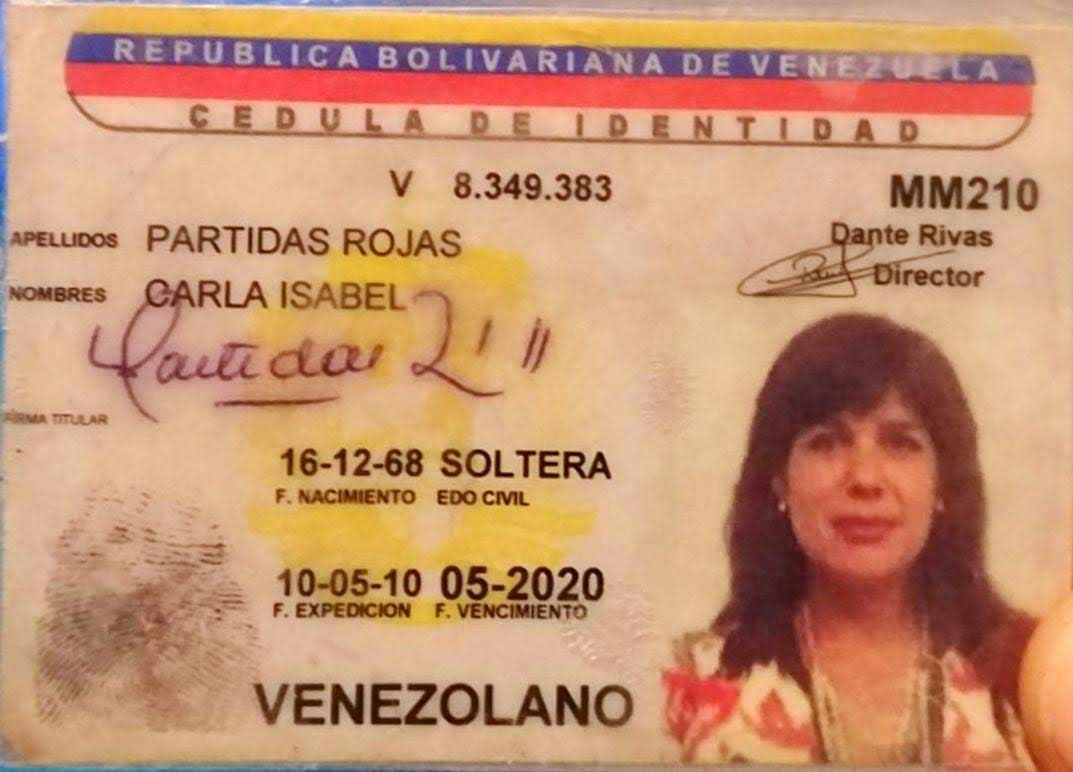 REPUBLICA BOLIVARIANA DE VENEZUELA
CEDULA DE IDENTIDAD
V 8.349.383 MM210
APELLIDOS PARTIDAS ROJAS Dante Rivas
NOMBRES CARLA ISABEL Director
Partidas
FIRMA TITULAR
16-12-68 SOLTERA
F. NACIMIENTO EDO CIVIL
10-05-10 05-2020
F. EXPEDICION F. VENCIMIENTO
VENEZOLANO